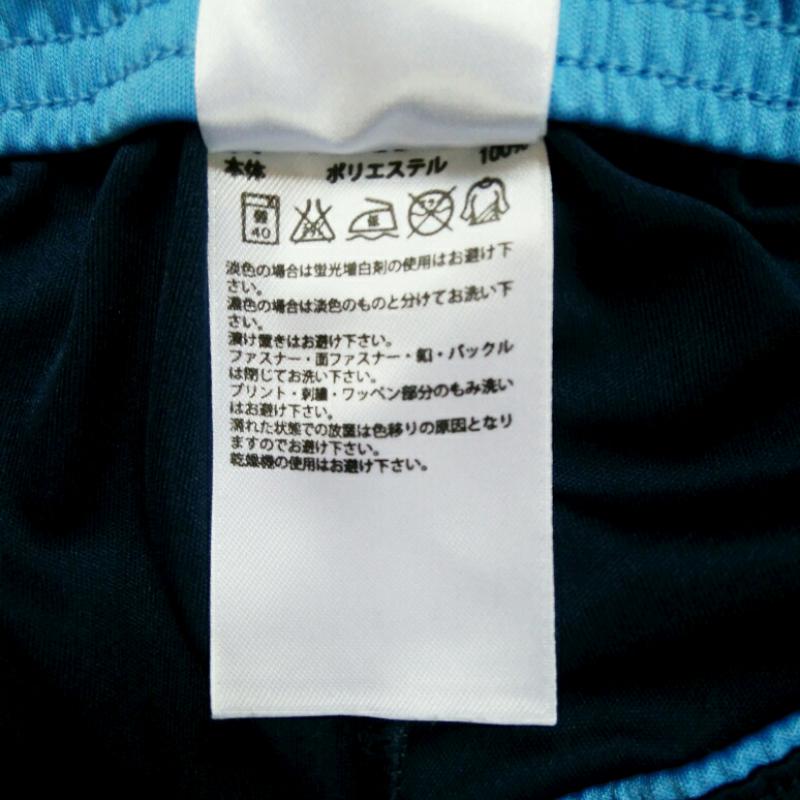 本体 ポリエステル 100%
弱 40
低
淡色の場合は蛍光増白剤の使用はお避け下
さい。
濃色の場合は淡色のものと分けてお洗い下
さい。
漬け置きはお避け下さい。
ファスナー・面ファスナー・釦・バックル
は閉じてお洗い下さい。
プリント・刺繍・ワッペン部分のもみ洗い
はお避け下さい。
濡れた状態での放置は色移りの原因となり
ますのでお避け下さい。
乾燥機の使用はお避け下さい。